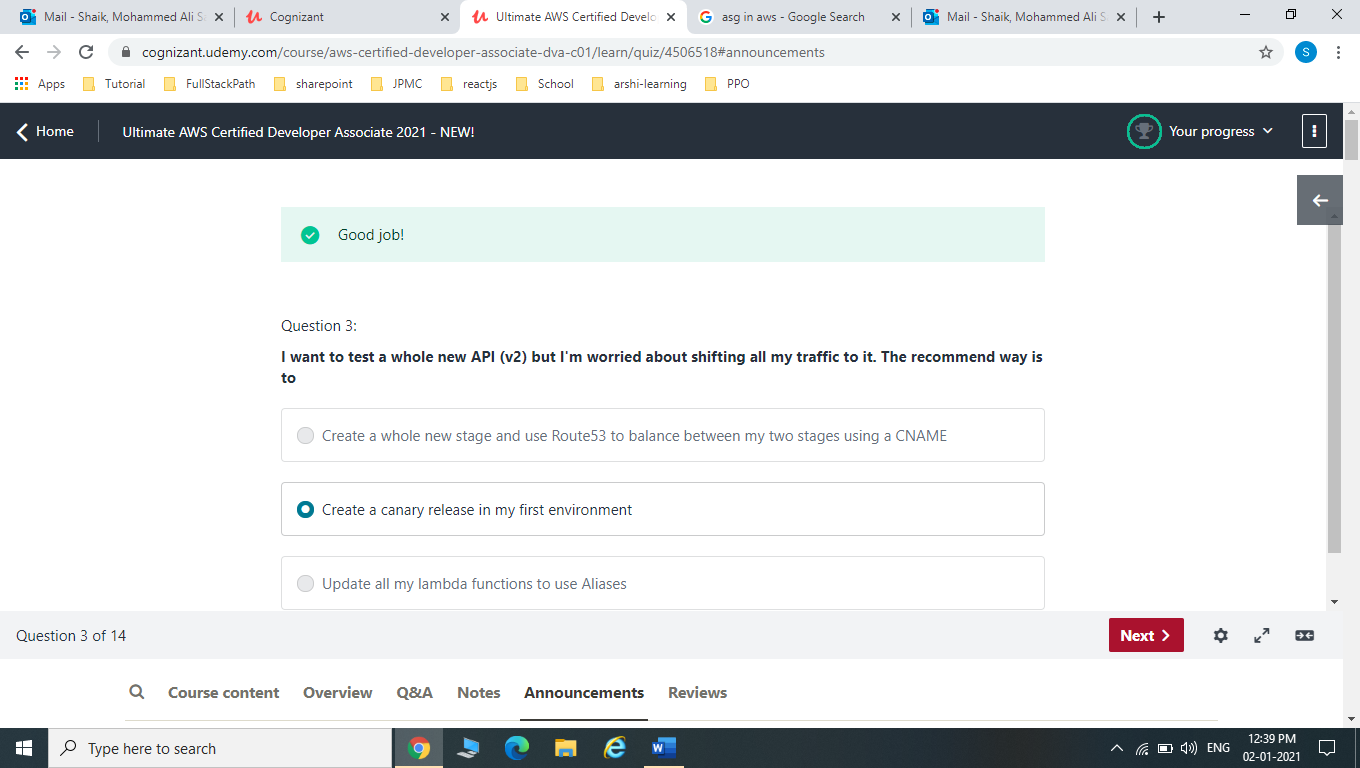 Mail - Shaik, Mohammed Ali S
Cognizant
Ultimate AWS Certified Develo
asg in aws - Google Search
Mail - Shaik, Mohammed Ali S
cognizant.udemy.com/course/aws-certified-developer-associate-dva-c01/learn/quiz/4506518#announcements
S
Apps
Tutorial
FullStackPath
sharepoint
JPMC
reactjs
School
arshi-learning
PPO
Home
Ultimate AWS Certified Developer Associate 2021 - NEW!
Your progress
Good job!
Question 3:
I want to test a whole new API (v2) but I'm worried about shifting all my traffic to it. The recommend way is
to
Create a whole new stage and use Route53 to balance between my two stages using a CNAME
Create a canary release in my first environment
Update all my lambda functions to use Aliases
Question 3 of 14
Next
Course content
Overview
Q&A
Notes
Announcements
Reviews
Type here to search
ENG
12:39 PM
02-01-2021